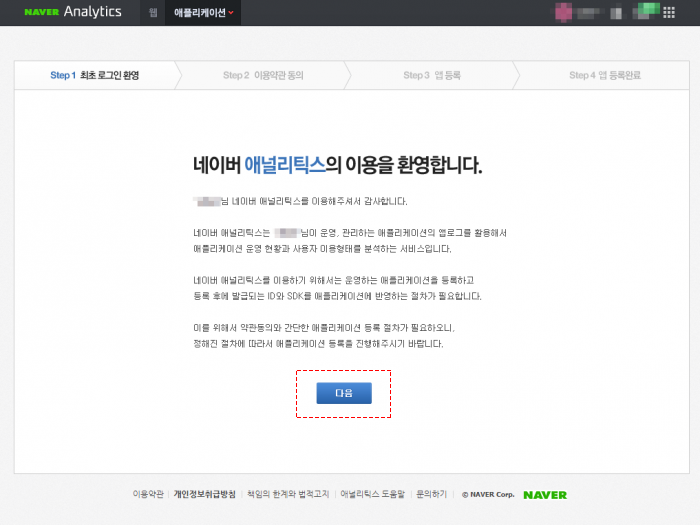 NAVER Analytics 웹 애플리케이션
Step 1 최초 로그인 환영 Step 2 이용약관 동의 Step 3 앱 등록 Step 4 앱 등록완료
네이버 애널리틱스의 이용을 환영합니다.
님 네이버 애널리틱스를 이용해주셔서 감사합니다.
네이버 애널리틱스는 님이 운영, 관리하는 애플리케이션의 앱로그를 활용해서
애플리케이션 운영 현황과 사용자 이용형태를 분석하는 서비스입니다.
네이버 애널리틱스를 이용하기 위해서는 운영하는 애플리케이션을 등록하고
등록 후에 발급되는 ID와 SDK를 애플리케이션에 반영하는 절차가 필요합니다.
이를 위해서 약관동의와 간단한 애플리케이션 등록 절차가 필요하오니,
정해진 절차에 따라서 애플리케이션 등록을 진행해주시기 바랍니다.
다음
이용약관 개인정보취급방침 책임의 한계와 법적고지 애널리틱스 도움말 문의하기 © NAVER Corp. NAVER